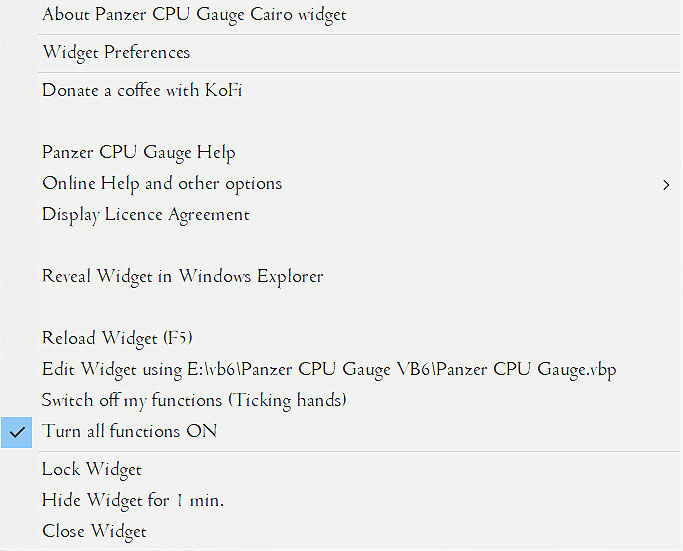 About Panzer CPU Gauge Cairo widget
Widget Preferences
Donate a coffee with KoFi
Panzer CPU Gauge Help
Online Help and other options
Display Licence Agreement
Reveal Widget in Windows Explorer
Reload Widget (F5)
Edit Widget using E:\vb6\Panzer CPU Gauge VB6\Panzer CPU Gauge.vbp
Switch off my functions (Ticking hands)
Turn all functions ON
Lock Widget
Hide Widget for 1 min.
Close Widget